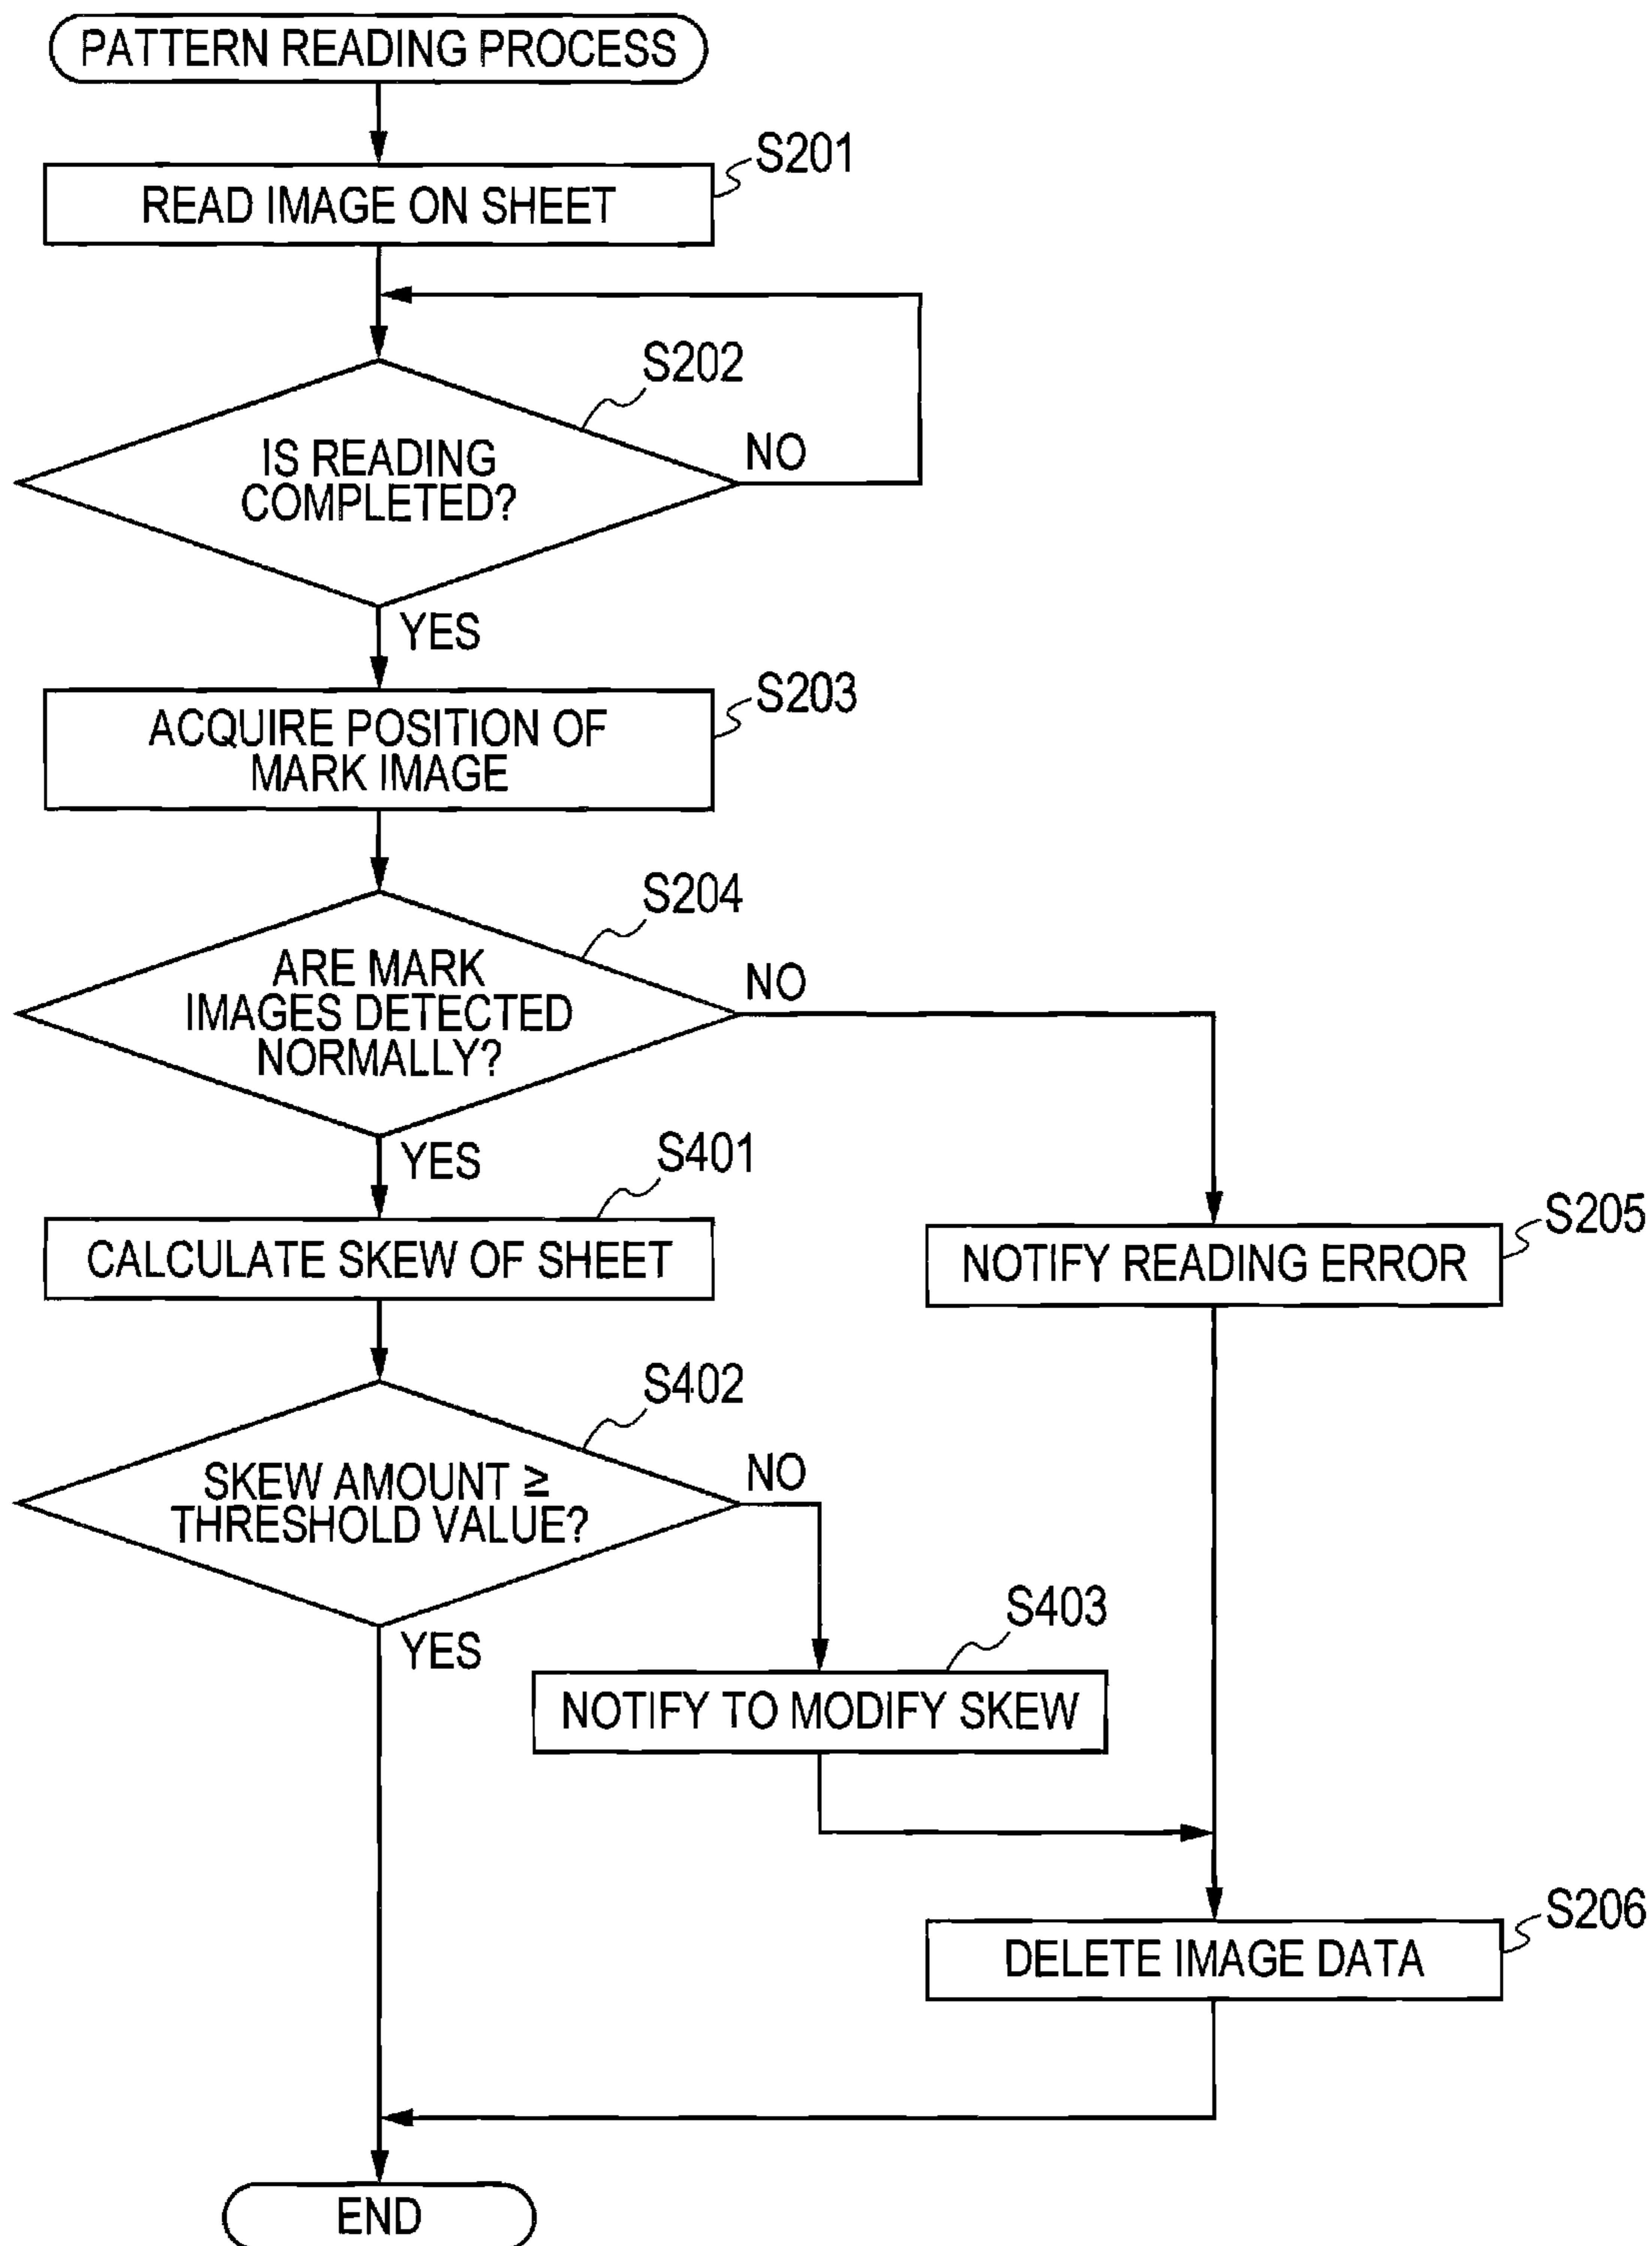 PATTERN READING PROCESS
S201
READ IMAGE ON SHEET
S202
IS READING
COMPLETED?
NO
YES
S203
ACQUIRE POSITION OF
MARK IMAGE
S204
ARE MARK
IMAGES DETECTED
NORMALLY?
NO
YES
S401
CALCULATE SKEW OF SHEET
S205
NOTIFY READING ERROR
S402
SKEW AMOUNT ≥
THRESHOLD VALUE?
NO
YES
S403
NOTIFY TO MODIFY SKEW
S206
DELETE IMAGE DATA
END